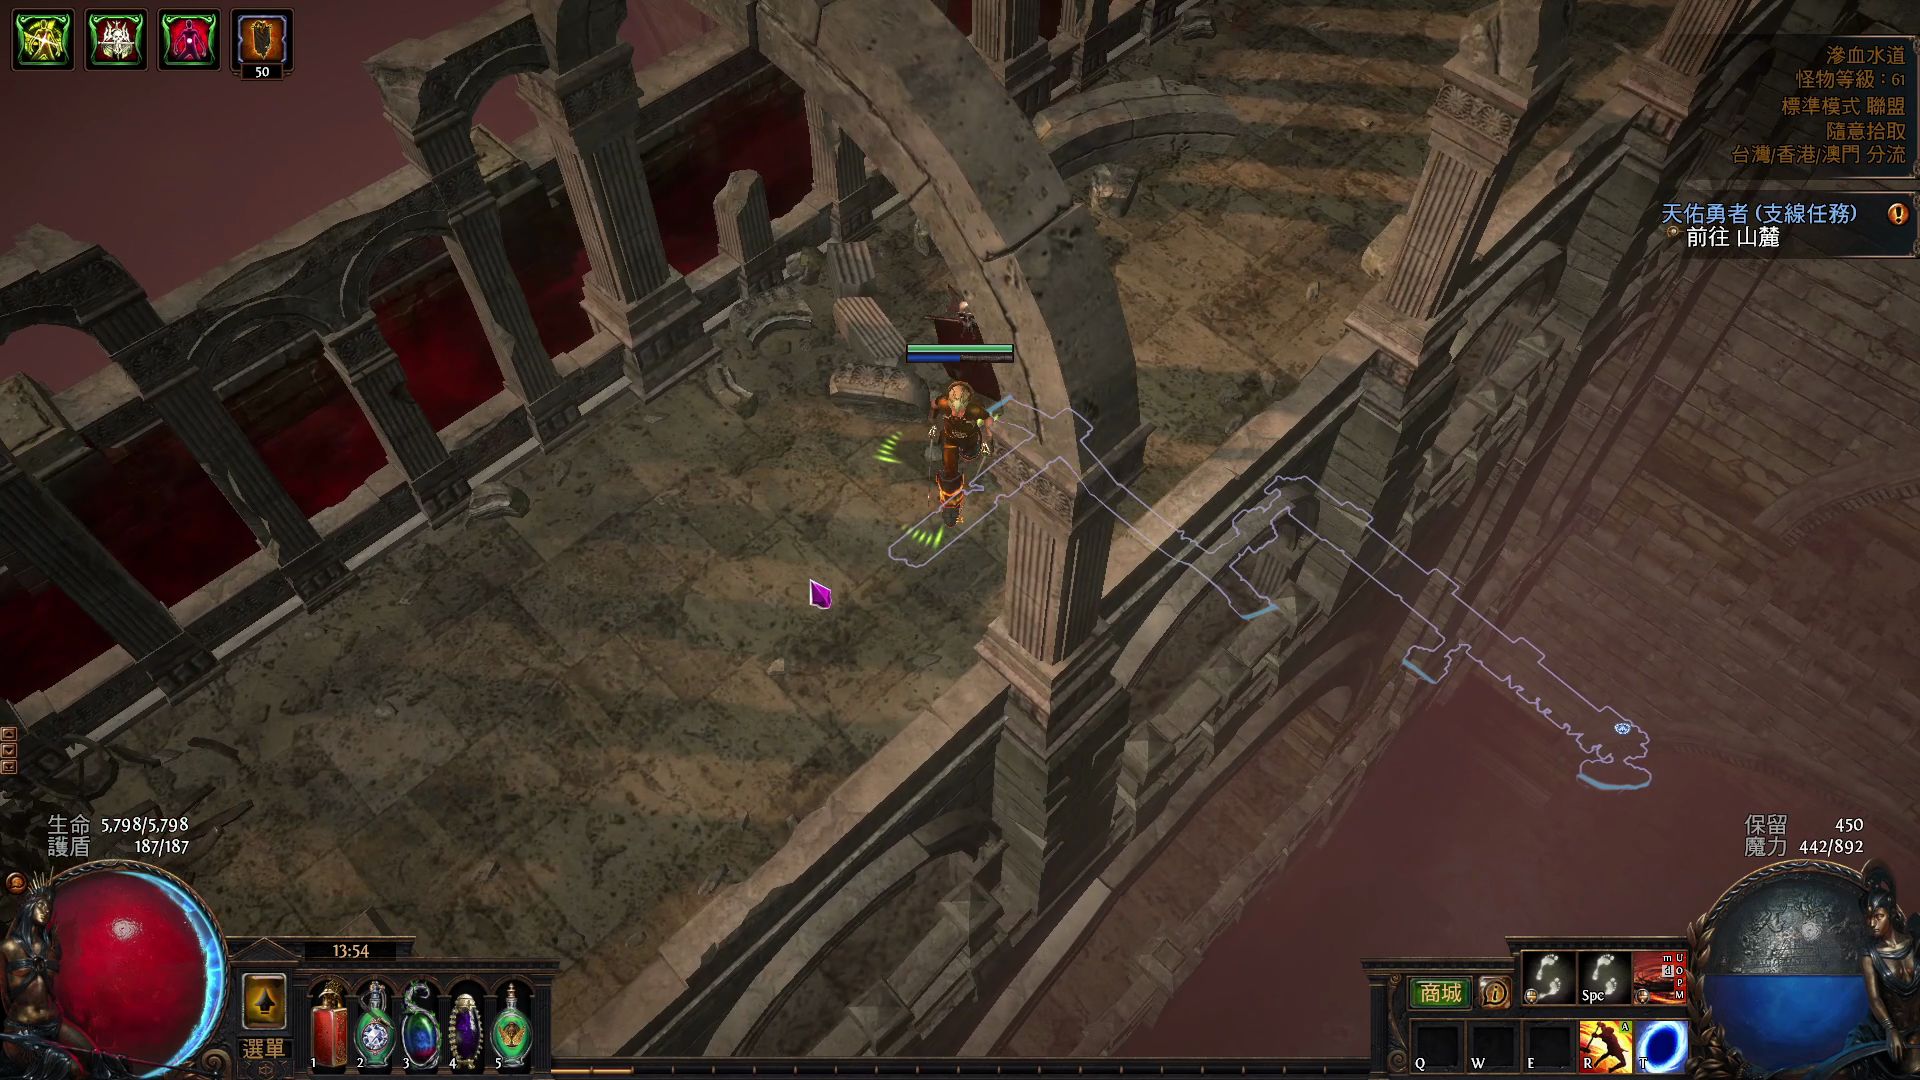 50
滲血水道
怪物等級：61
標準模式 聯盟
隨意拾取
台灣/香港/澳門 分流
天佑勇者 (支線任務)
前往 山麓
生命 5,798/5,798
護盾 187/187
保留 450
魔力 442/892
13:54
選單
1 2 3 4 5
商城
Spc
Q W E R T
A